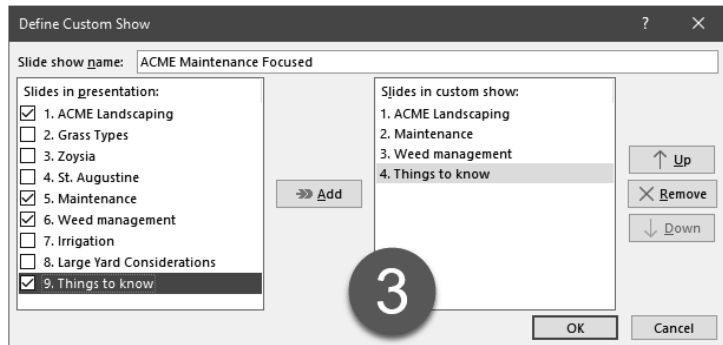 Define Custom Show ? ×
Slide show name: ACME Maintenance Focused
Slides in presentation:
1. ACME Landscaping
2. Grass Types
3. Zoysia
4. St. Augustine
5. Maintenance
6. Weed management
7. Irrigation
8. Large Yard Considerations
9. Things to know
Add
Slides in custom show:
1. ACME Landscaping
2. Maintenance
3. Weed management
4. Things to know
Up
Remove
Down
3
OK Cancel